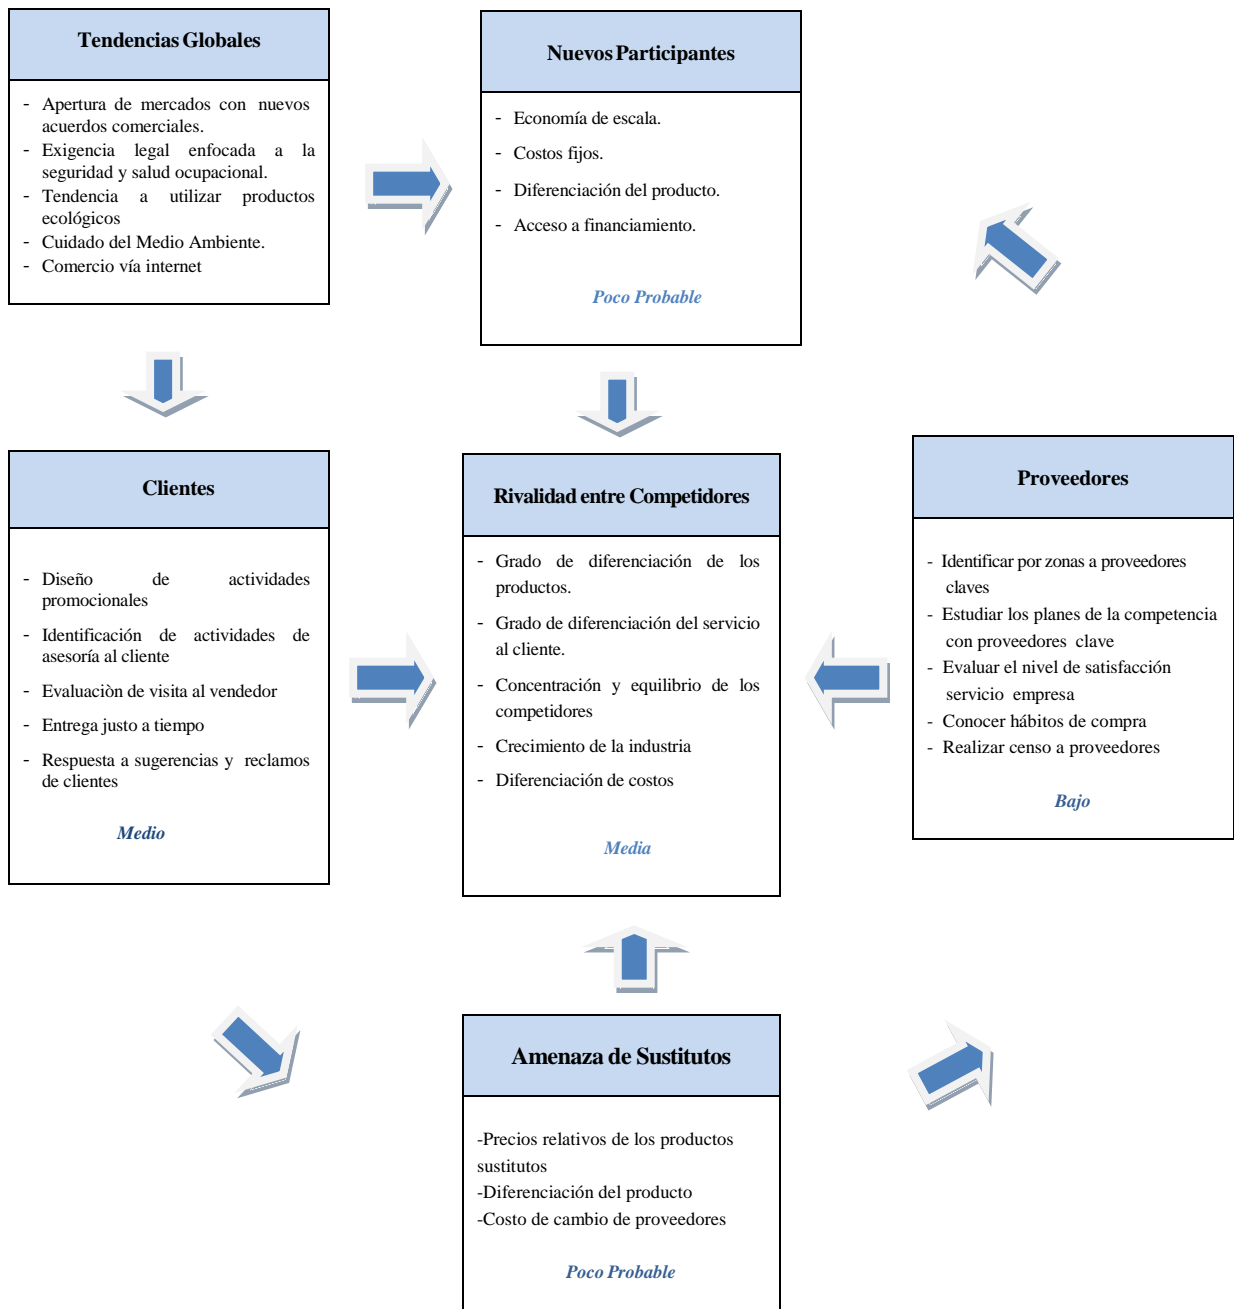 Tendencias Globales
- Apertura de mercados con nuevos
acuerdos comerciales.
- Exigencia legal enfocada a la
seguridad y salud ocupacional.
- Tendencia a utilizar productos
ecológicos
- Cuidado del Medio Ambiente.
- Comercio vía internet
Nuevos Participantes
- Economía de escala.
- Costos fijos.
- Diferenciación del producto.
- Acceso a financiamiento.
Poco Probable
Clientes
- Diseño de actividades
promocionales
- Identificación de actividades de
asesoría al cliente
- Evaluaciòn de visita al vendedor
- Entrega justo a tiempo
- Respuesta a sugerencias y reclamos
de clientes
Medio
Rivalidad entre Competidores
- Grado de diferenciación de los
productos.
- Grado de diferenciación del servicio
al cliente.
- Concentración y equilibrio de los
competidores
- Crecimiento de la industria
- Diferenciación de costos
Media
Proveedores
- Identificar por zonas a proveedores
claves
- Estudiar los planes de la competencia
con proveedores clave
- Evaluar el nivel de satisfacción
servicio empresa
- Conocer hábitos de compra
- Realizar censo a proveedores
Bajo
Amenaza de Sustitutos
-Precios relativos de los productos
sustitutos
-Diferenciación del producto
-Costo de cambio de proveedores
Poco Probable